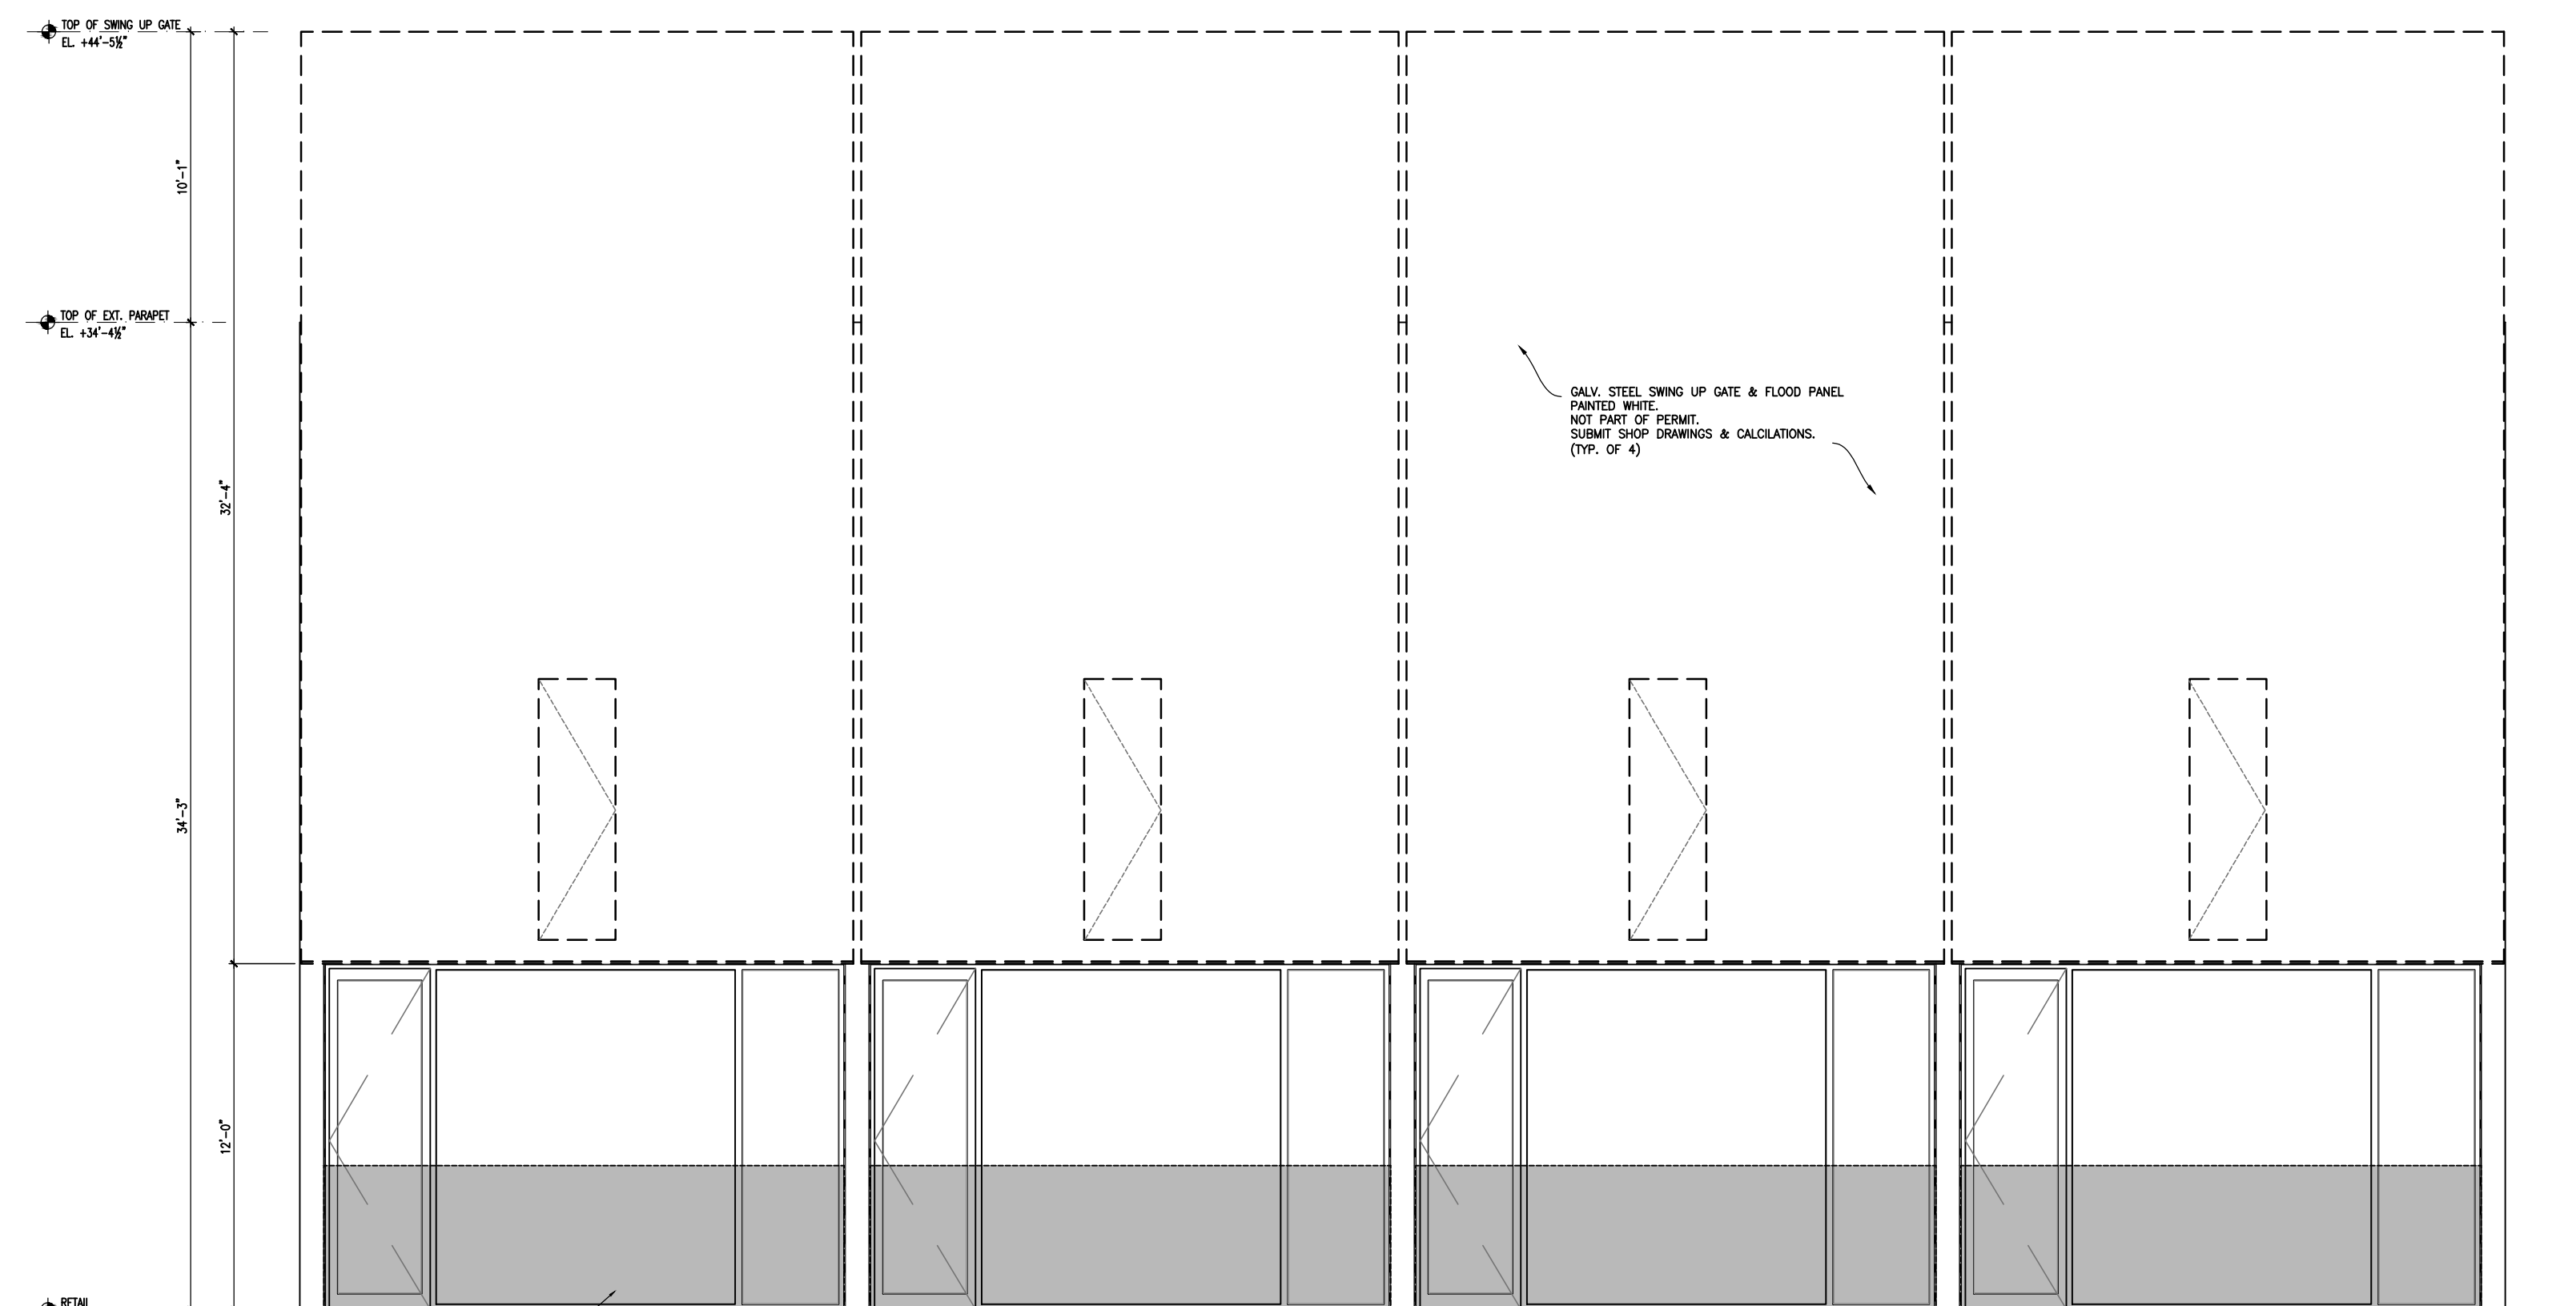 TOP OF SWING UP GATE
EL. +44'-5½"
10'-1"
TOP OF EXT. PARAPET
EL. +34'-4½"
GALV. STEEL SWING UP GATE & FLOOD PANEL
PAINTED WHITE.
NOT PART OF PERMIT.
SUBMIT SHOP DRAWINGS & CALCILATIONS.
(TYP. OF 4)
32'-4"
34'-3"
12'-0"
RETAIL